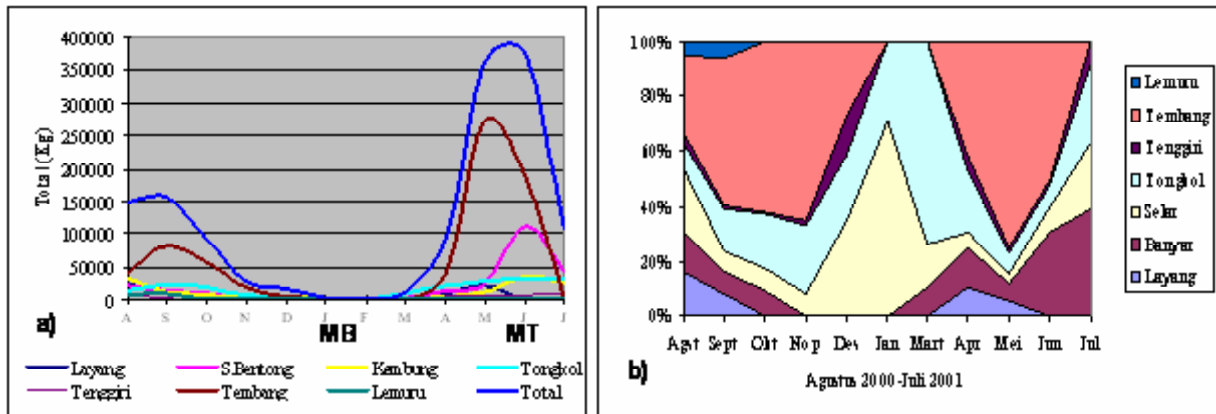 400000
350000
300000
250000
200000
150000
100000
50000
0
Total (Kg)
A S O N D J F M A M J J
a)
MB MT
Layang S.Bentong Kembung Tongkol
Tenggiri Tembang Lemuru Total
100%
80%
60%
40%
20%
0%
Agst Sept Okt Nop Des Jan Mart Apr Mei Jun Jul
b)
Agustus 2000-Juli 2001
Lemuru
Tembang
Tenggiri
Tongkol
Selar
Banyar
Layang